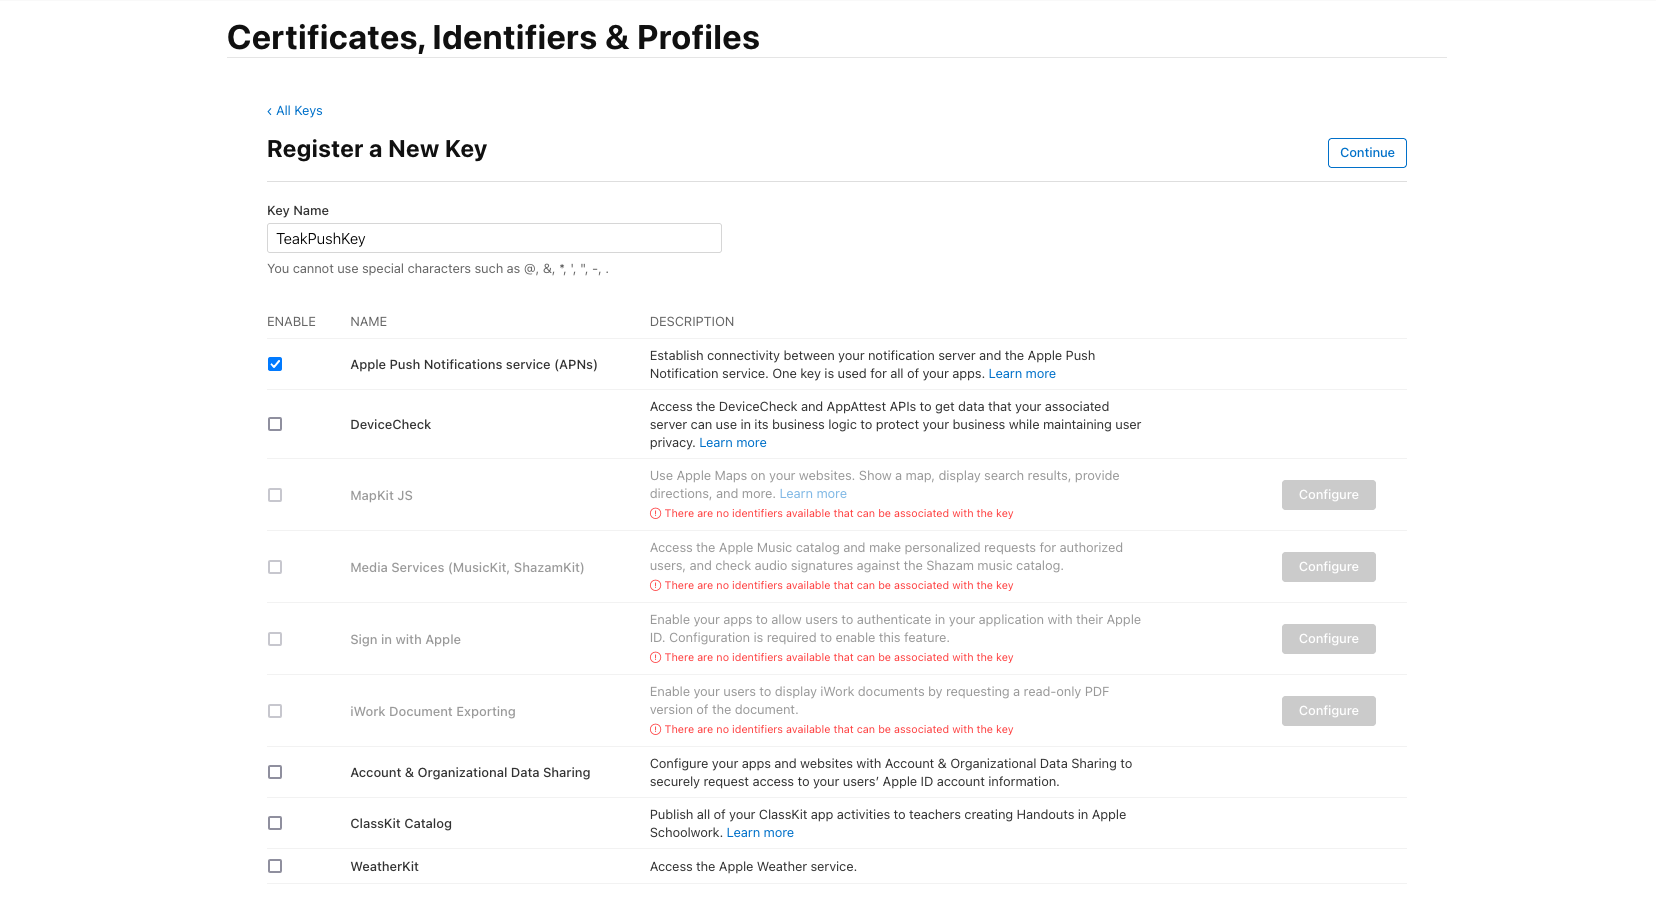 Certificates, Identifiers & Profiles
‹ All Keys
Register a New Key
Continue
Key Name
TeakPushKey
You cannot use special characters such as @, &, *, ', ", -, .
ENABLE NAME DESCRIPTION
Apple Push Notifications service (APNs)
Establish connectivity between your notification server and the Apple Push
Notification service. One key is used for all of your apps. Learn more
DeviceCheck
Access the DeviceCheck and AppAttest APIs to get data that your associated
server can use in its business logic to protect your business while maintaining user
privacy. Learn more
MapKit JS
Use Apple Maps on your websites. Show a map, display search results, provide
directions, and more. Learn more
There are no identifiers available that can be associated with the key
Configure
Media Services (MusicKit, ShazamKit)
Access the Apple Music catalog and make personalized requests for authorized
users, and check audio signatures against the Shazam music catalog.
There are no identifiers available that can be associated with the key
Configure
Sign in with Apple
Enable your apps to allow users to authenticate in your application with their Apple
ID. Configuration is required to enable this feature.
There are no identifiers available that can be associated with the key
Configure
iWork Document Exporting
Enable your users to display iWork documents by requesting a read-only PDF
version of the document.
There are no identifiers available that can be associated with the key
Configure
Account & Organizational Data Sharing
Configure your apps and websites with Account & Organizational Data Sharing to
securely request access to your users’ Apple ID account information.
ClassKit Catalog
Publish all of your ClassKit app activities to teachers creating Handouts in Apple
Schoolwork. Learn more
WeatherKit
Access the Apple Weather service.